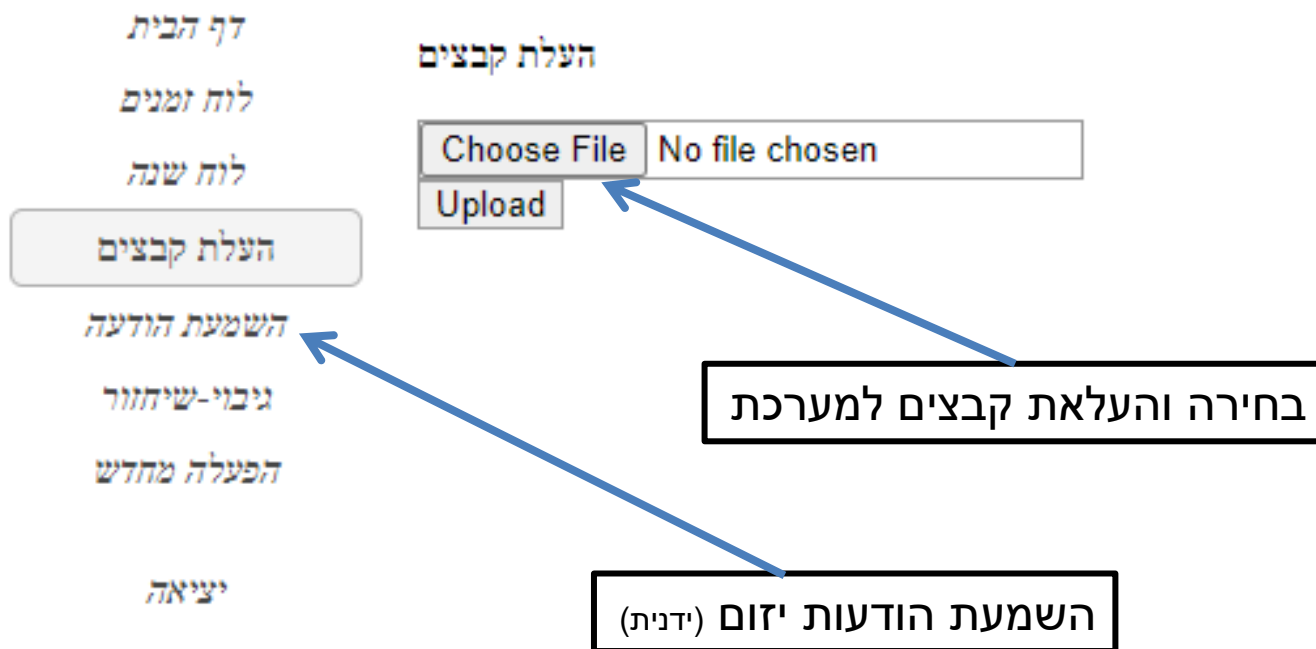 דף הבית
לוח זמנים
לוח שנה
העלת קבצים
השמעת הודעה
גיבוי-שיחזור
הפעלה מחדש
יציאה
העלת קבצים
Choose File No file chosen
Upload
בחירה והעלאת קבצים למערכת
השמעת הודעות יזום (ידנית)